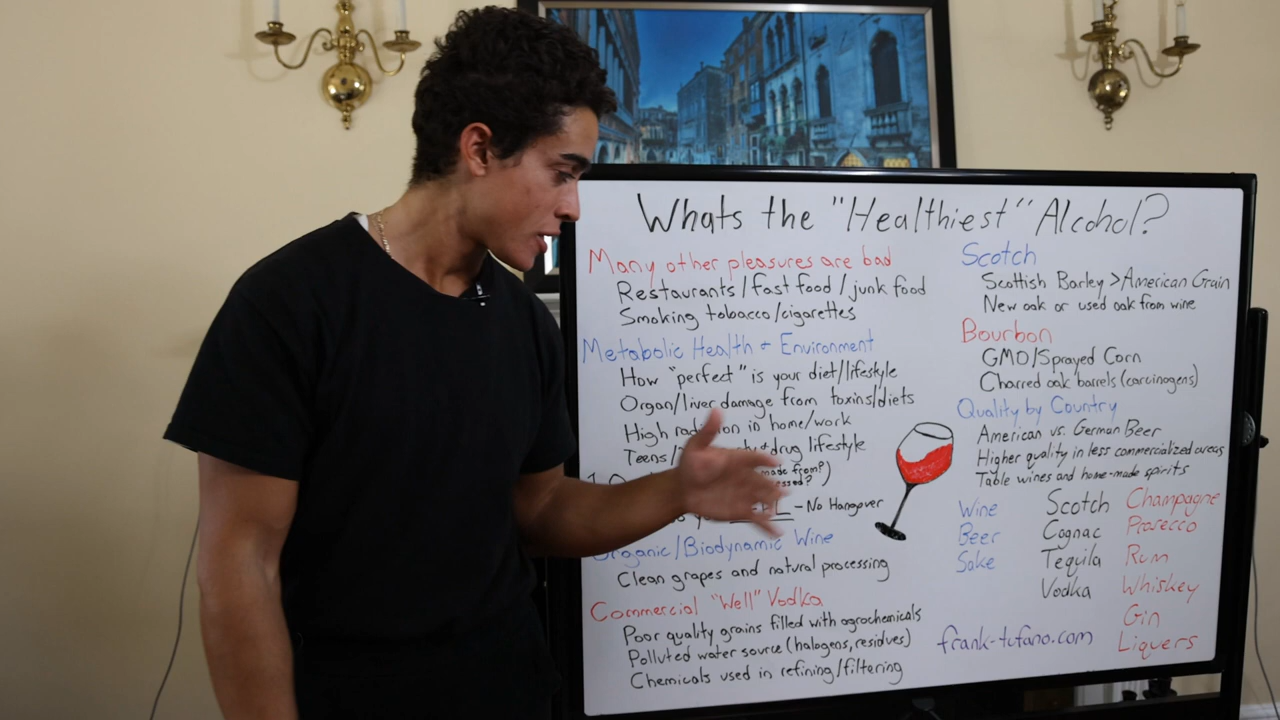 Whats the "Healthiest" Alcohol?
Many other pleasures are bad
Restaurants/fast food/junk food
Smoking tobacco/cigarettes
Metabolic Health + Environment
How "perfect" is your diet/lifestyle
Organ/liver damage from toxins/diets
High radiation in home/work
Teens/ drug lifestyle
made from?)
- No Hangover
Organic/Biodynamic Wine
Clean grapes and natural processing
Commercial "Well" Vodka
Poor quality grains filled with agrochemicals
Polluted water source (halogens, residues)
Chemicals used in refining/filtering
Scotch
Scottish Barley > American Grain
New oak or used oak from wine
Bourbon
GMO/Sprayed Corn
Charred oak barrels (carcinogens)
Quality by Country
American vs. German Beer
Higher quality in less commercialized areas
Table wines and home-made spirits
Wine
Beer
Sake
Scotch
Cognac
Tequila
Vodka
Champagne
Prosecco
Rum
Whiskey
Gin
Liquers
frank-tufano.com